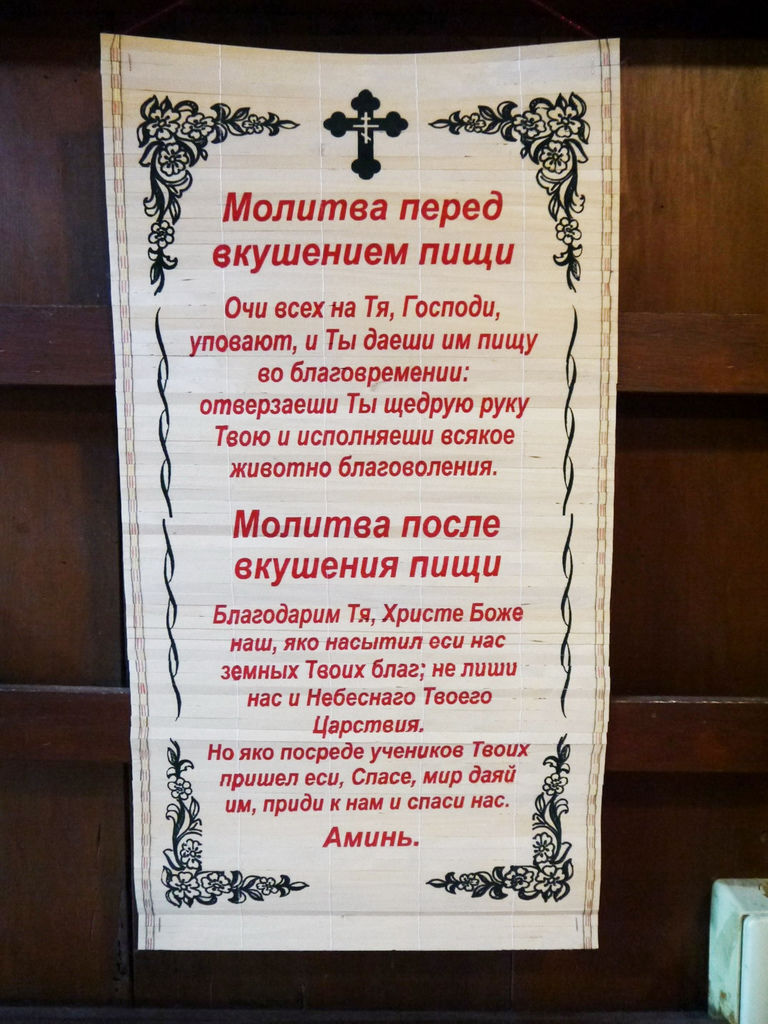 Молитва перед
вкушением пищи
Очи всех на Тя, Господи,
уповают, и Ты даеши им пищу
во благовремении:
отверзаеши Ты щедрую руку
Твою и исполняеши всякое
животно благоволения.
Молитва после
вкушения пищи
Благодарим Тя, Христе Боже
наш, яко насытил еси нас
земных Твоих благ; не лиши
нас и Небеснаго Твоего
Царствия.
Но яко посреде учеников Твоих
пришел еси, Спасе, мир даяй
им, приди к нам и спаси нас.
Аминь.